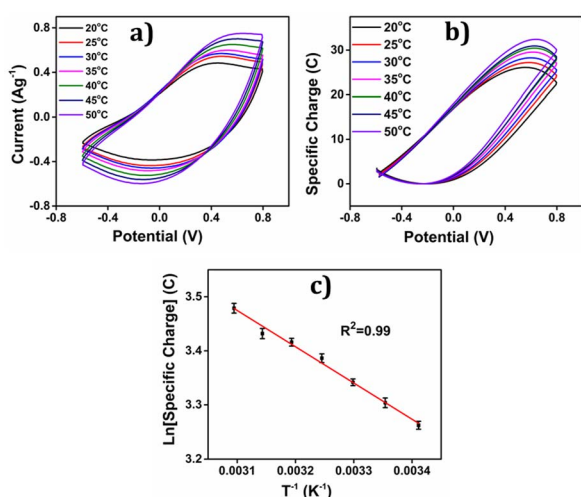 a)
20°C
25°C
30°C
35°C
40°C
45°C
50°C
0.8
0.4
0.0
-0.4
-0.8
Current (Ag⁻¹)
-0.8 -0.4 0.0 0.4 0.8
Potential (V)
b)
20°C
25°C
30°C
35°C
40°C
45°C
50°C
30
20
10
0
Specific Charge (C)
-0.8 -0.4 0.0 0.4 0.8
Potential (V)
c)
R²=0.99
3.5
3.4
3.3
3.2
Ln[Specific Charge] (C)
0.0031 0.0032 0.0033 0.0034
T⁻¹ (K⁻¹)